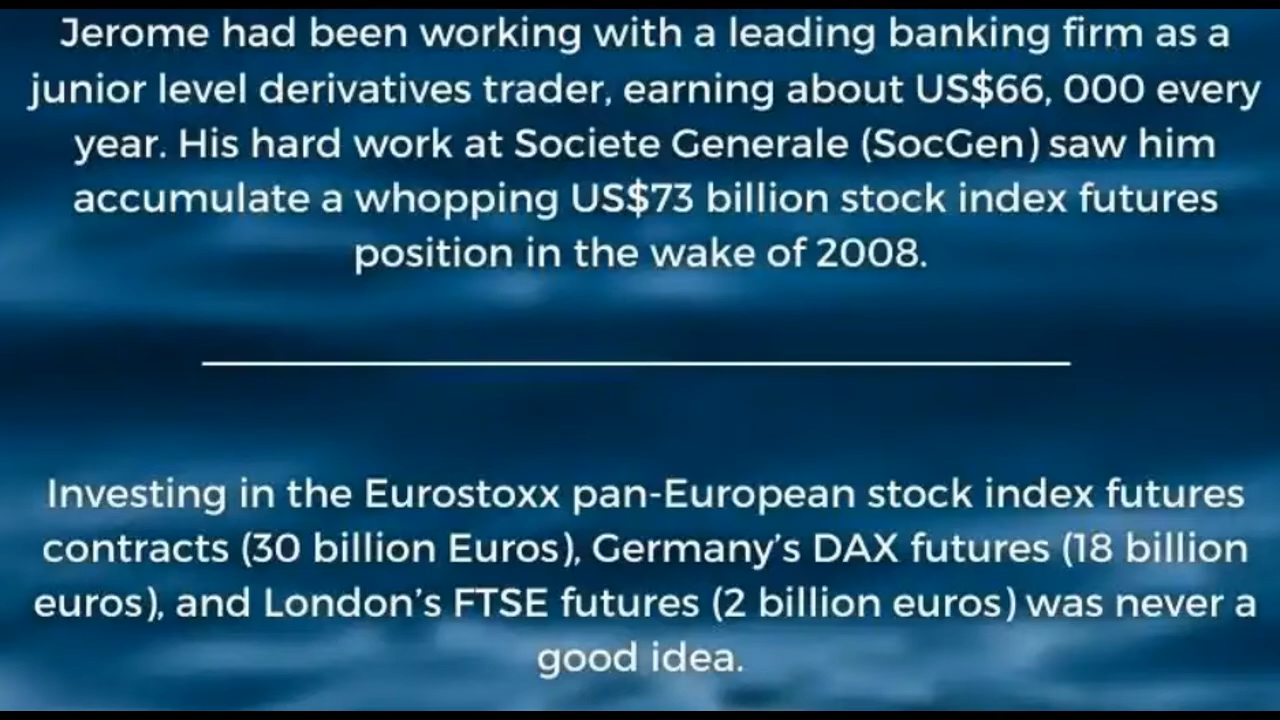 Jerome had been working with a leading banking firm as a
junior level derivatives trader, earning about US$66, 000 every
year. His hard work at Societe Generale (SocGen) saw him
accumulate a whopping US$73 billion stock index futures
position in the wake of 2008.
Investing in the Eurostoxx pan-European stock index futures
contracts (30 billion Euros), Germany's DAX futures (18 billion
euros), and London's FTSE futures (2 billion euros) was never a
good idea.